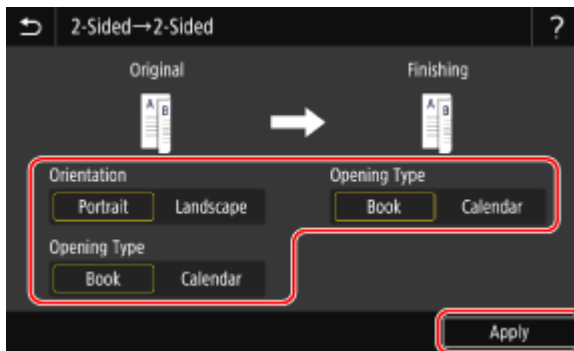 2-Sided→2-Sided ?
Original Finishing
A B A B
Orientation Opening Type
Portrait Landscape Book Calendar
Opening Type
Book Calendar
Apply